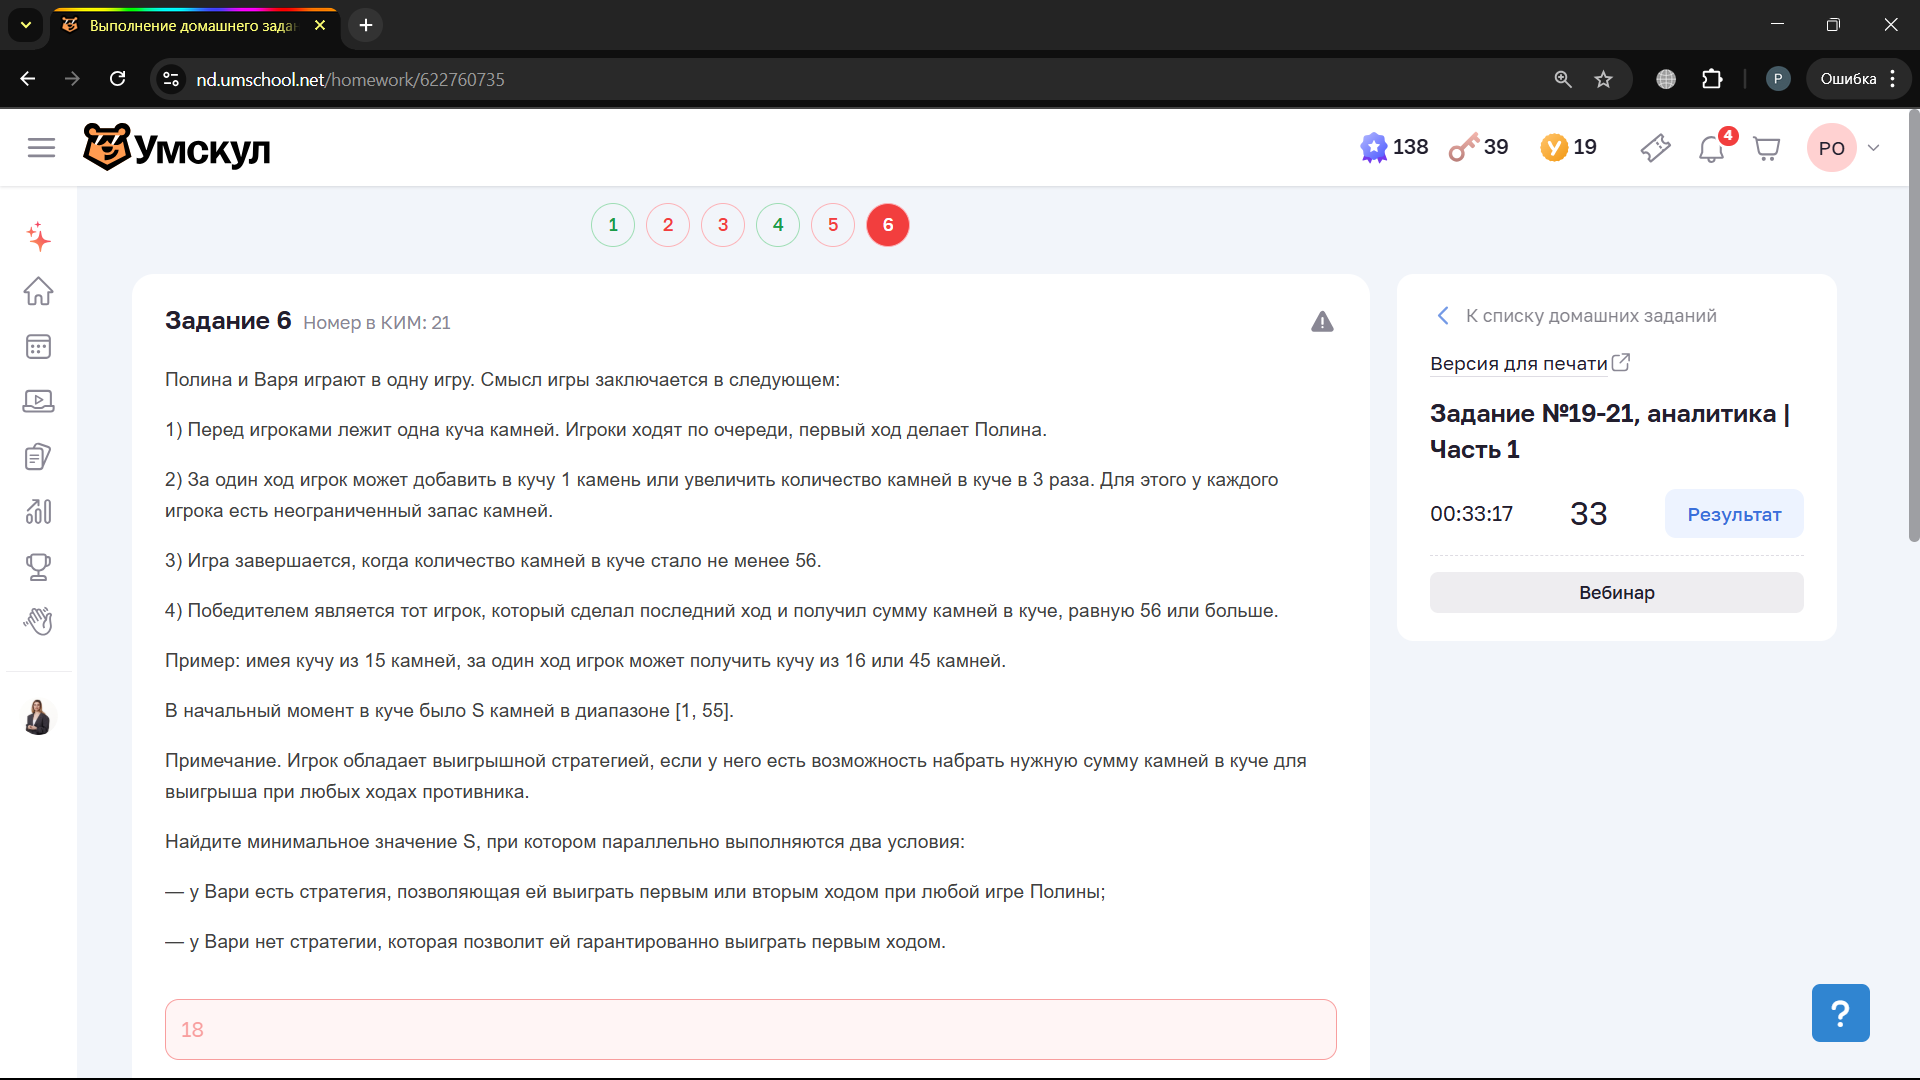 Выполнение домашнего зада
nd.umschool.net/homework/622760735
P
Ошибка
Умскул
138
39
19
4
РО
1 2 3 4 5 6
Задание 6 Номер в КИМ: 21
Полина и Варя играют в одну игру. Смысл игры заключается в следующем:
1) Перед игроками лежит одна куча камней. Игроки ходят по очереди, первый ход делает Полина.
2) За один ход игрок может добавить в кучу 1 камень или увеличить количество камней в куче в 3 раза. Для этого у каждого
игрока есть неограниченный запас камней.
3) Игра завершается, когда количество камней в куче стало не менее 56.
4) Победителем является тот игрок, который сделал последний ход и получил сумму камней в куче, равную 56 или больше.
Пример: имея кучу из 15 камней, за один ход игрок может получить кучу из 16 или 45 камней.
В начальный момент в куче было S камней в диапазоне [1, 55].
Примечание. Игрок обладает выигрышной стратегией, если у него есть возможность набрать нужную сумму камней в куче для
выигрыша при любых ходах противника.
Найдите минимальное значение S, при котором параллельно выполняются два условия:
— у Вари есть стратегия, позволяющая ей выиграть первым или вторым ходом при любой игре Полины;
— у Вари нет стратегии, которая позволит ей гарантированно выиграть первым ходом.
18
К списку домашних заданий
Версия для печати
Задание №19-21, аналитика |
Часть 1
00:33:17
33
Результат
Вебинар
?